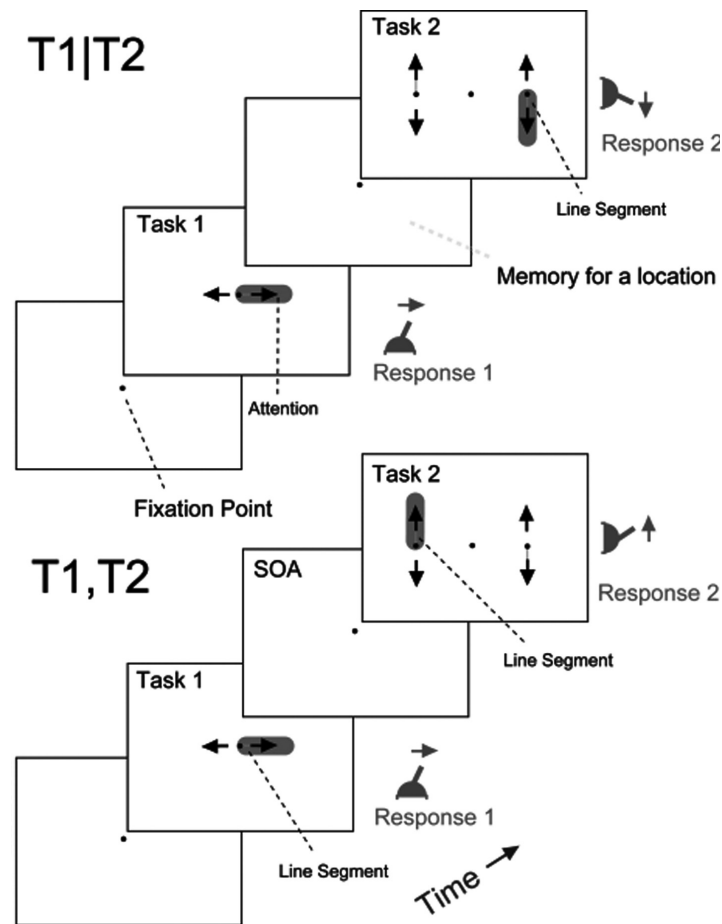 T1|T2
Task 2
Response 2
Line Segment
Task 1
Memory for a location
Response 1
Attention
Fixation Point
Task 2
T1,T2
SOA
Response 2
Line Segment
Task 1
Response 1
Line Segment
Time